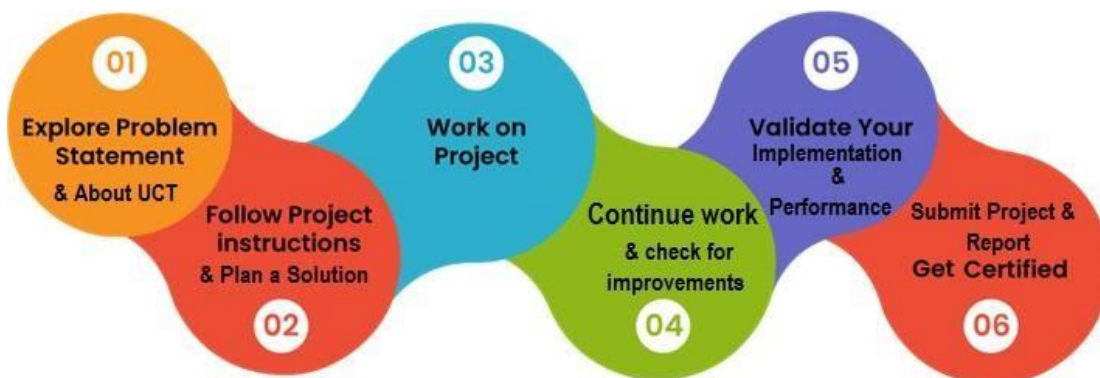 01
Explore Problem
Statement
& About UCT
Follow Project
instructions
& Plan a Solution
02
03
Work on
Project
Continue work
& check for
improvements
04
05
Validate Your
Implementation
&
Performance
Submit Project &
Report
Get Certified
06